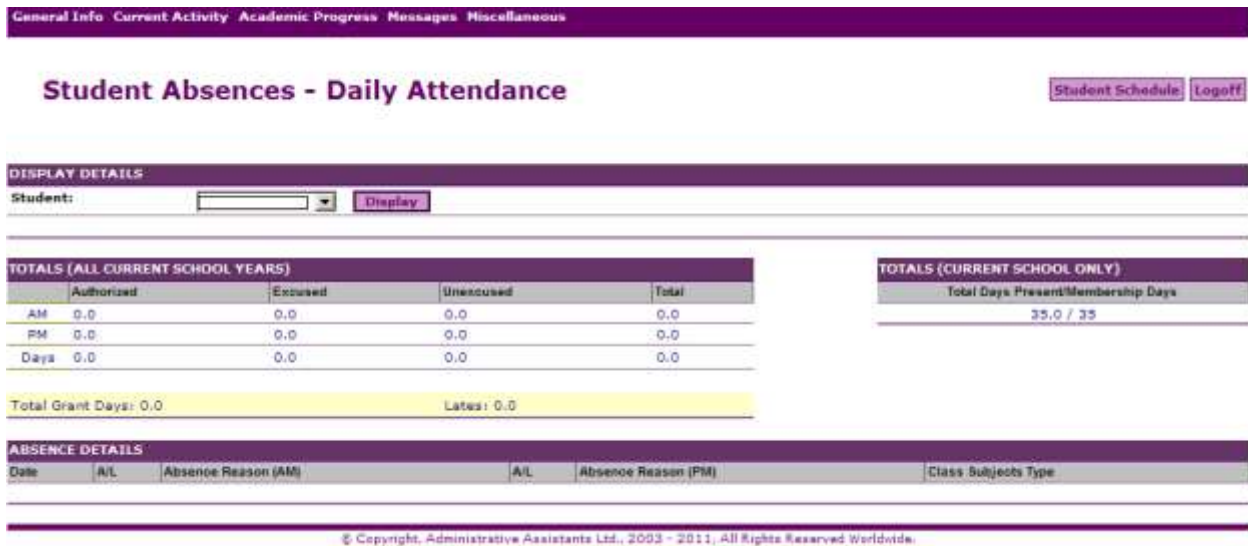 General Info Current Activity Academic Progress Messages Miscellaneous
Student Absences - Daily Attendance
Student Schedule Logoff
DISPLAY DETAILS
Student: Display
TOTALS (ALL CURRENT SCHOOL YEARS) TOTALS (CURRENT SCHOOL ONLY)
Authorized Excused Unexcused Total Total Days Present/Membership Days
AM 0.0 0.0 0.0 0.0 35.0 / 35
PM 0.0 0.0 0.0 0.0
Days 0.0 0.0 0.0 0.0
Total Grant Days: 0.0 Lates: 0.0
ABSENCE DETAILS
Date A/L Absence Reason (AM) A/L Absence Reason (PM) Class Subjects Type
© Copyright, Administrative Assistants Ltd., 2003 - 2011, All Rights Reserved Worldwide.